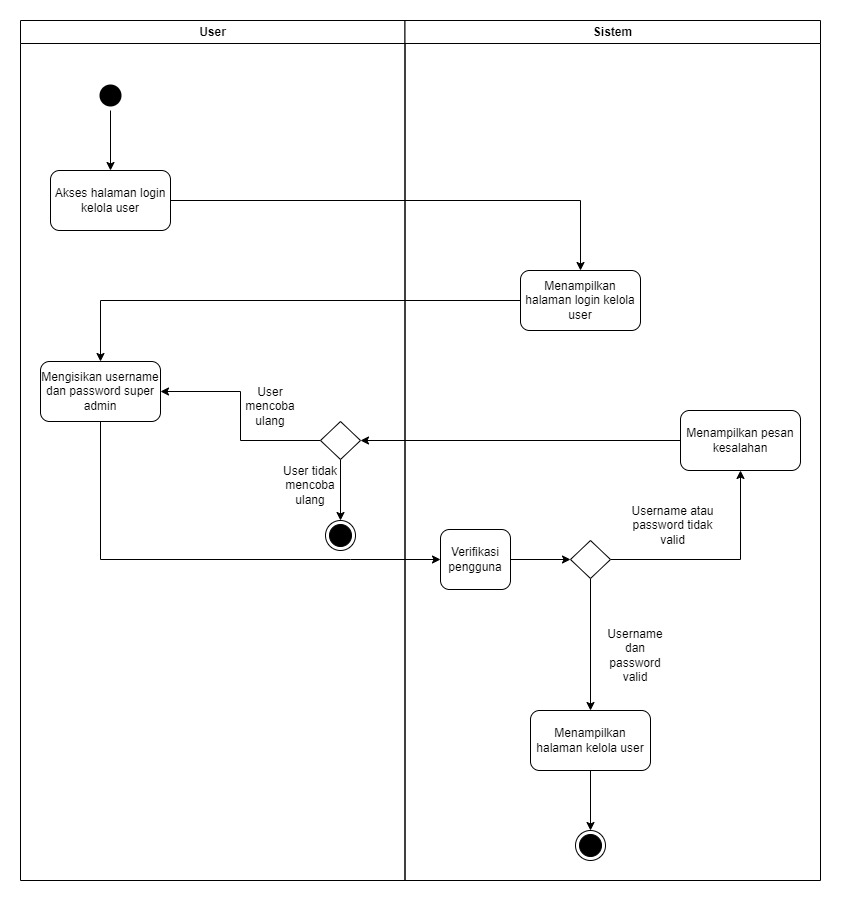 User
Sistem
Akses halaman login
kelola user
Menampilkan
halaman login kelola
user
Mengisikan username
dan password super
admin
User
mencoba
ulang
Menampilkan pesan
kesalahan
User tidak
mencoba
ulang
Username atau
password tidak
valid
Verifikasi
pengguna
Username
dan
password
valid
Menampilkan
halaman kelola user